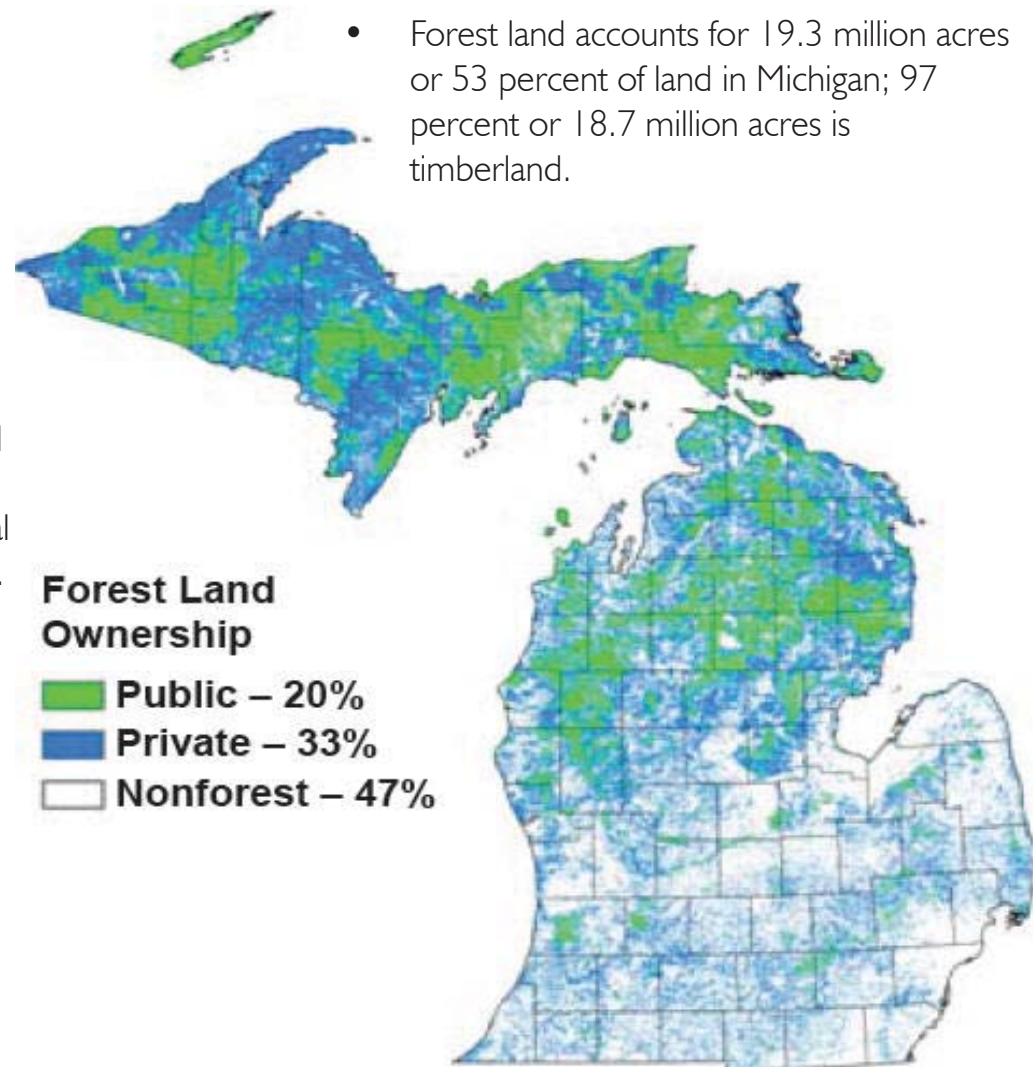 • Forest land accounts for 19.3 million acres
or 53 percent of land in Michigan; 97
percent or 18.7 million acres is
timberland.
Forest Land
Ownership
Public – 20%
Private – 33%
Nonforest – 47%